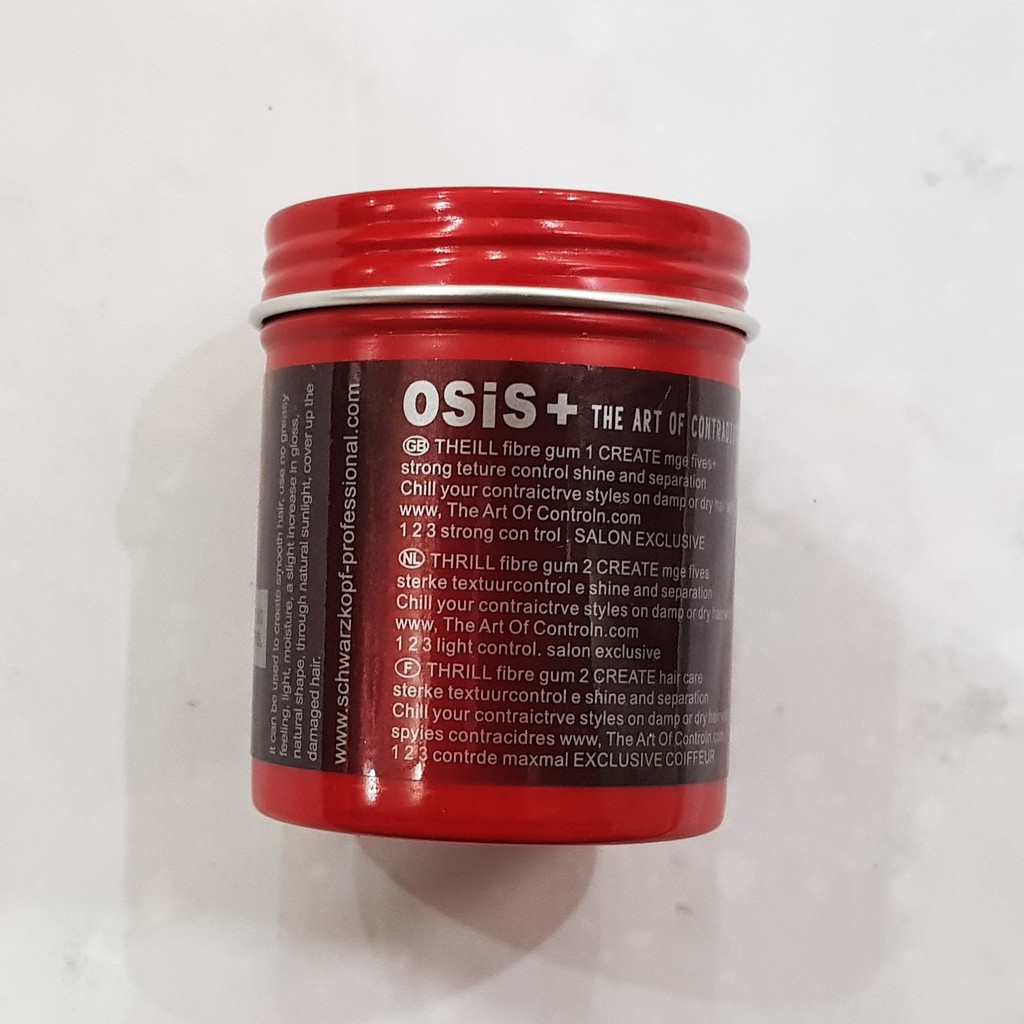 OSiS+ THE ART OF
GB THEILL fibre gum 1 CREATE mge fives+
strong teture control shine and separation
Chill your contraictrve styles on damp or dry hair
www, The Art Of Controln.com
1 2 3 strong con trol . SALON EXCLUSIVE
NL THRILL fibre gum 2 CREATE mge fives
sterke textuurcontrol e shine and separation
Chill your contraictrve styles on damp or dry hair
www, The Art Of Controln.com
1 2 3 light control. salon exclusive
F THRILL fibre gum 2 CREATE hair care
sterke textuurcontrol e shine and separation
Chill your contraictrve styles on damp or dry hair
spyies contracidres www, The Art Of Controln.com
1 2 3 contrde maxmal EXCLUSIVE COIFFEUR
www.schwarzkopf-professional.com
it can be used to create smooth hair, use no greasy
feeling, light, moisture, a slight increase in gloss,
natural shape, through natural sunlight, cover up the
damaged hair.